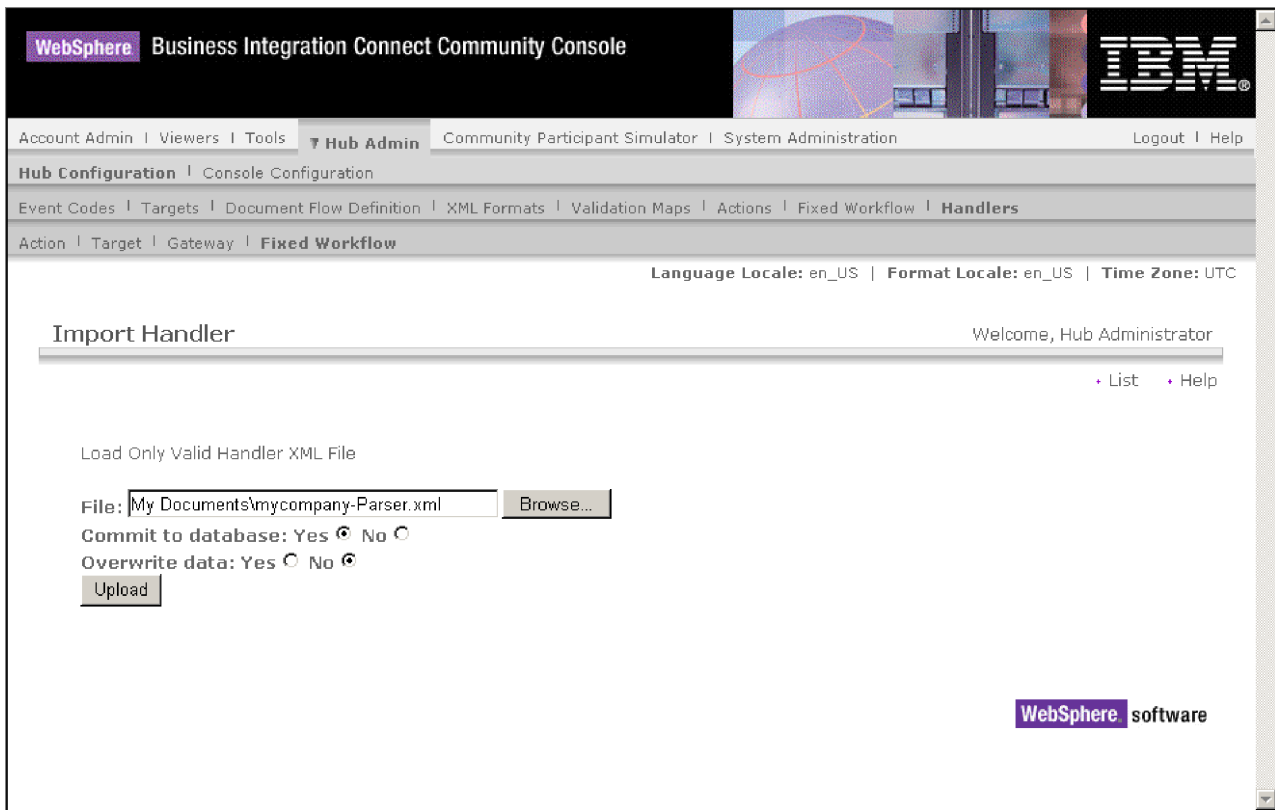 WebSphere Business Integration Connect Community Console
IBM®
Account Admin | Viewers | Tools Hub Admin Community Participant Simulator | System Administration Logout | Help
Hub Configuration | Console Configuration
Event Codes | Targets | Document Flow Definition | XML Formats | Validation Maps | Actions | Fixed Workflow | Handlers
Action | Target | Gateway | Fixed Workflow
Language Locale: en_US | Format Locale: en_US | Time Zone: UTC
Import Handler Welcome, Hub Administrator
List Help
Load Only Valid Handler XML File
File: My Documents\mycompany-Parser.xml Browse...
Commit to database: Yes No
Overwrite data: Yes No
Upload
WebSphere. software